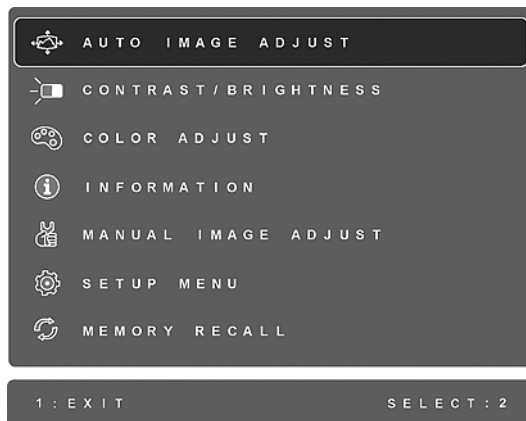 AUTO IMAGE ADJUST
CONTRAST/BRIGHTNESS
COLOR ADJUST
INFORMATION
MANUAL IMAGE ADJUST
SETUP MENU
MEMORY RECALL
1:EXIT SELECT:2